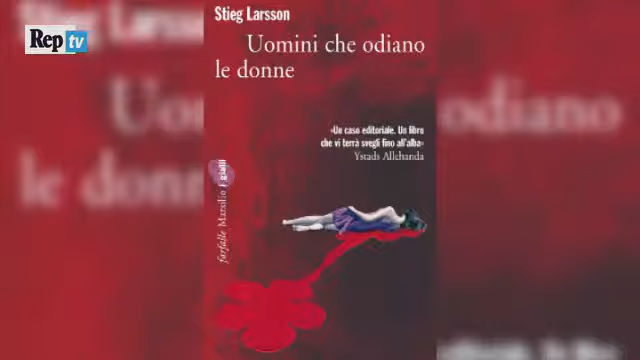 Rep tv
Stieg Larsson
Uomini che odiano
le donne
«Un caso editoriale. Un libro
che vi terrà svegli fino all'alba»
Ystads Allehanda
farfalle Marsilio i gialli